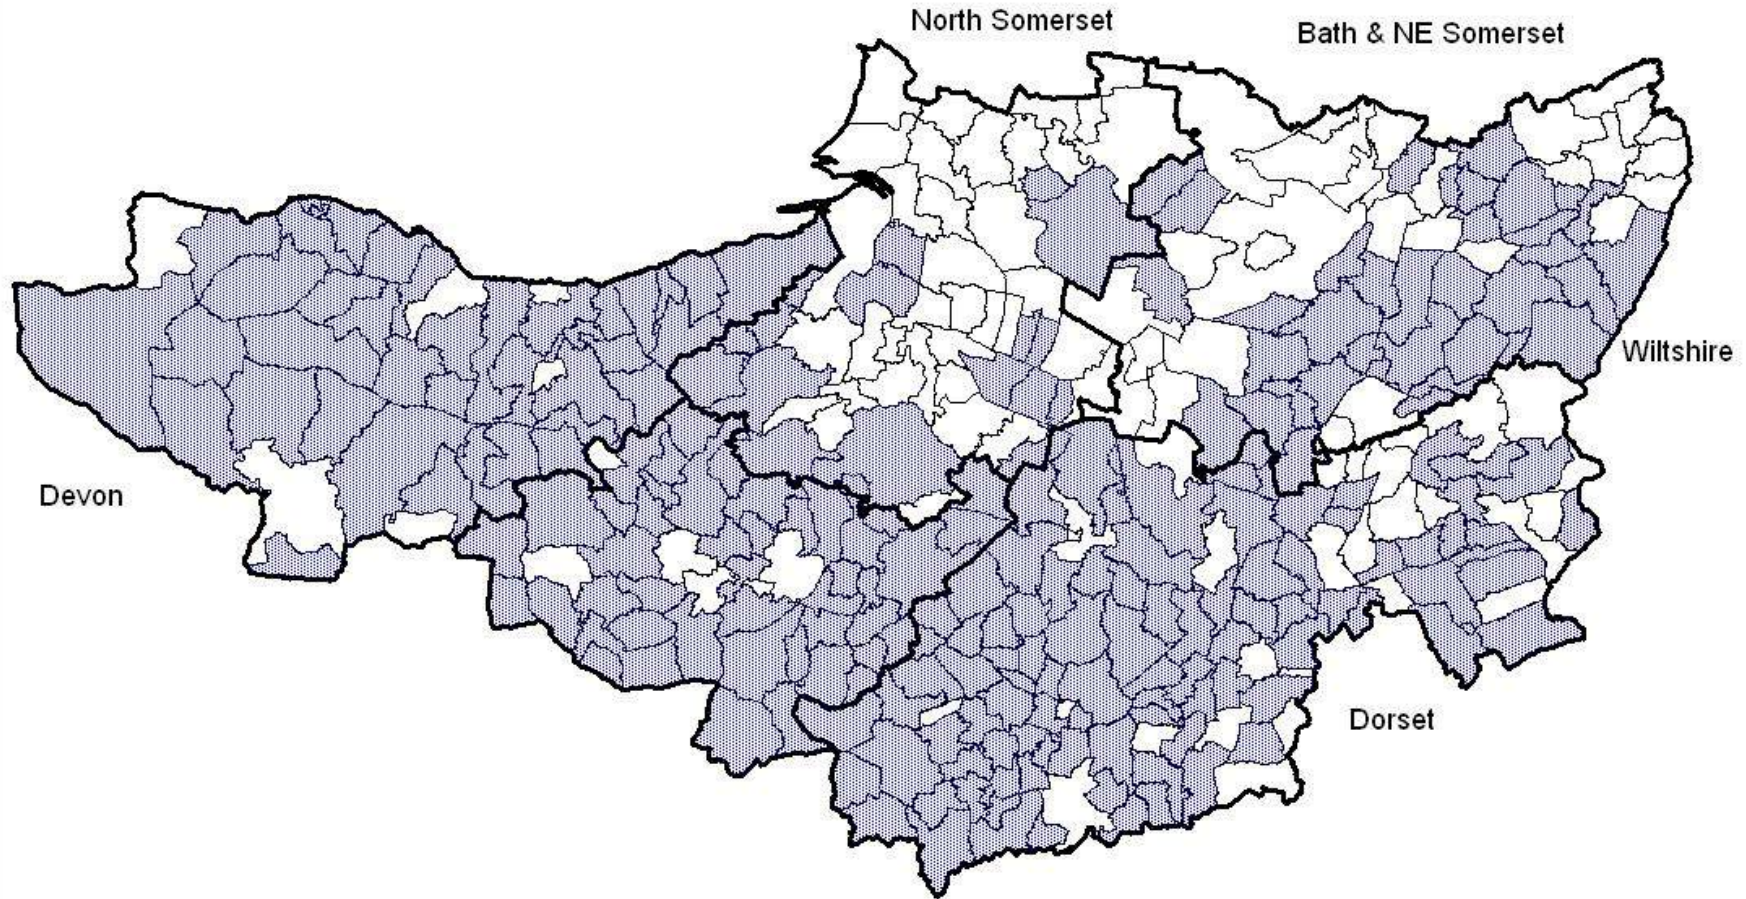 North Somerset
Bath & NE Somerset
Wiltshire
Devon
Dorset